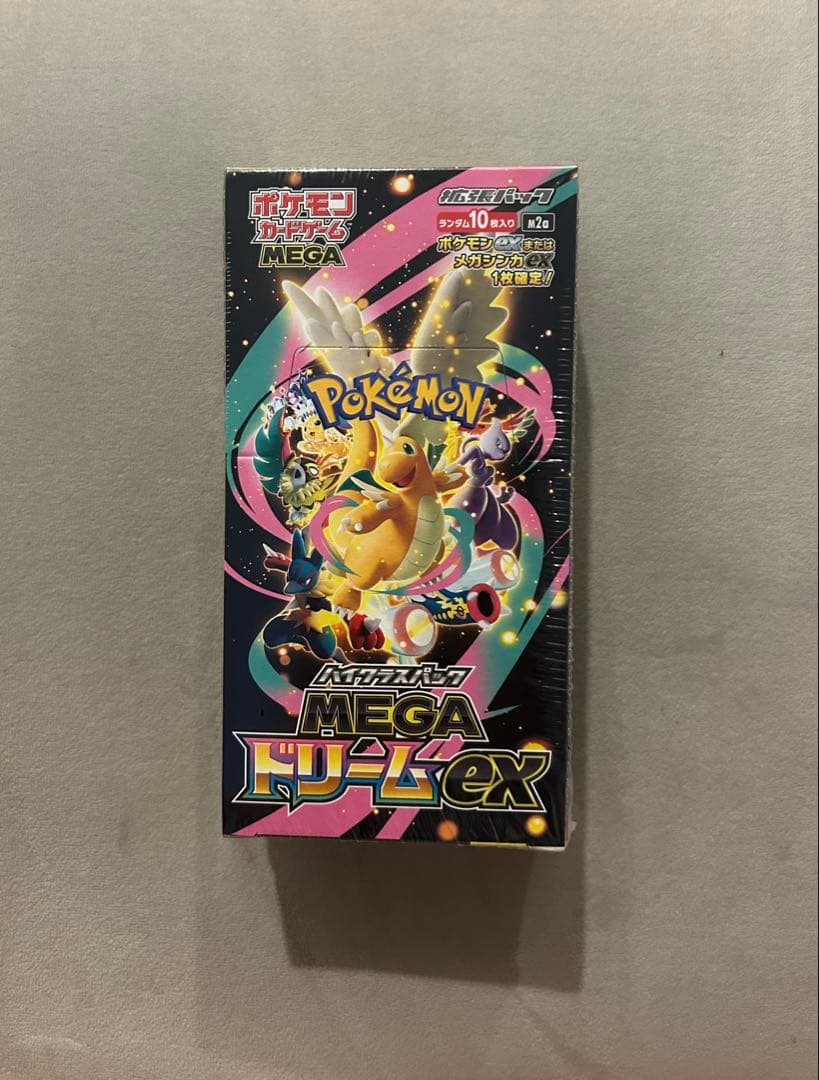 ポケモン
カードゲーム
MEGA
拡張パック
ランダム10枚入り M2a
ポケモンexまたは
メガシンカex
1枚確定!
POKéMON
ハイクラスパック
MEGA
ドリームex